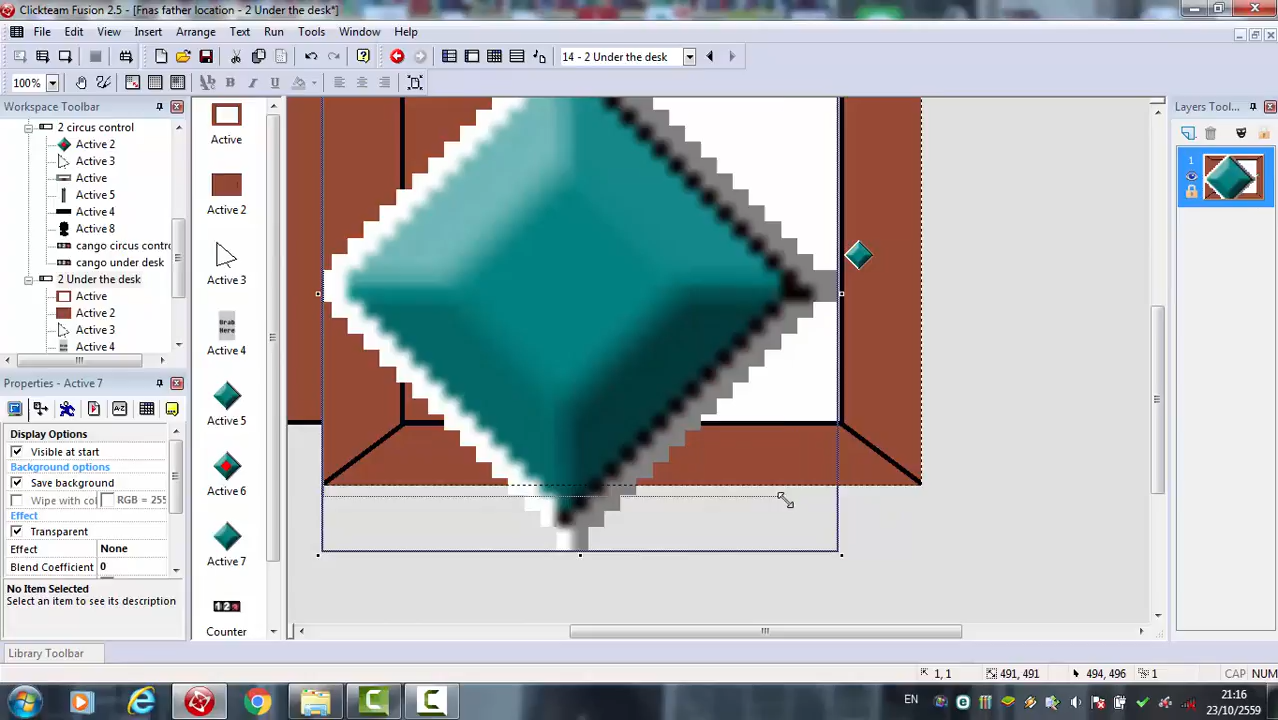 Clickteam Fusion 2.5 - [Fnas father location - 2 Under the desk*]
File Edit View Insert Arrange Text Run Tools Window Help
14 - 2 Under the desk
100%
Workspace Toolbar
2 circus control
Active 2
Active 3
Active
Active 5
Active 4
Active 8
cango circus contr
cango under desk
2 Under the desk
Active
Active 2
Active 3
Active 4
Properties - Active 7
Display Options
Visible at start
Background options
Save background
Wipe with col RGB = 255
Effect
Transparent
Effect None
Blend Coefficient 0
No Item Selected
Select an item to see its description
Library Toolbar
Active
Active 2
Active 3
Grab
Here
Active 4
Active 5
Active 6
Active 7
123
Counter
Layers Tool...
1
1, 1 491, 491 494, 496 1 CAP NUM
EN
21:16
23/10/2559